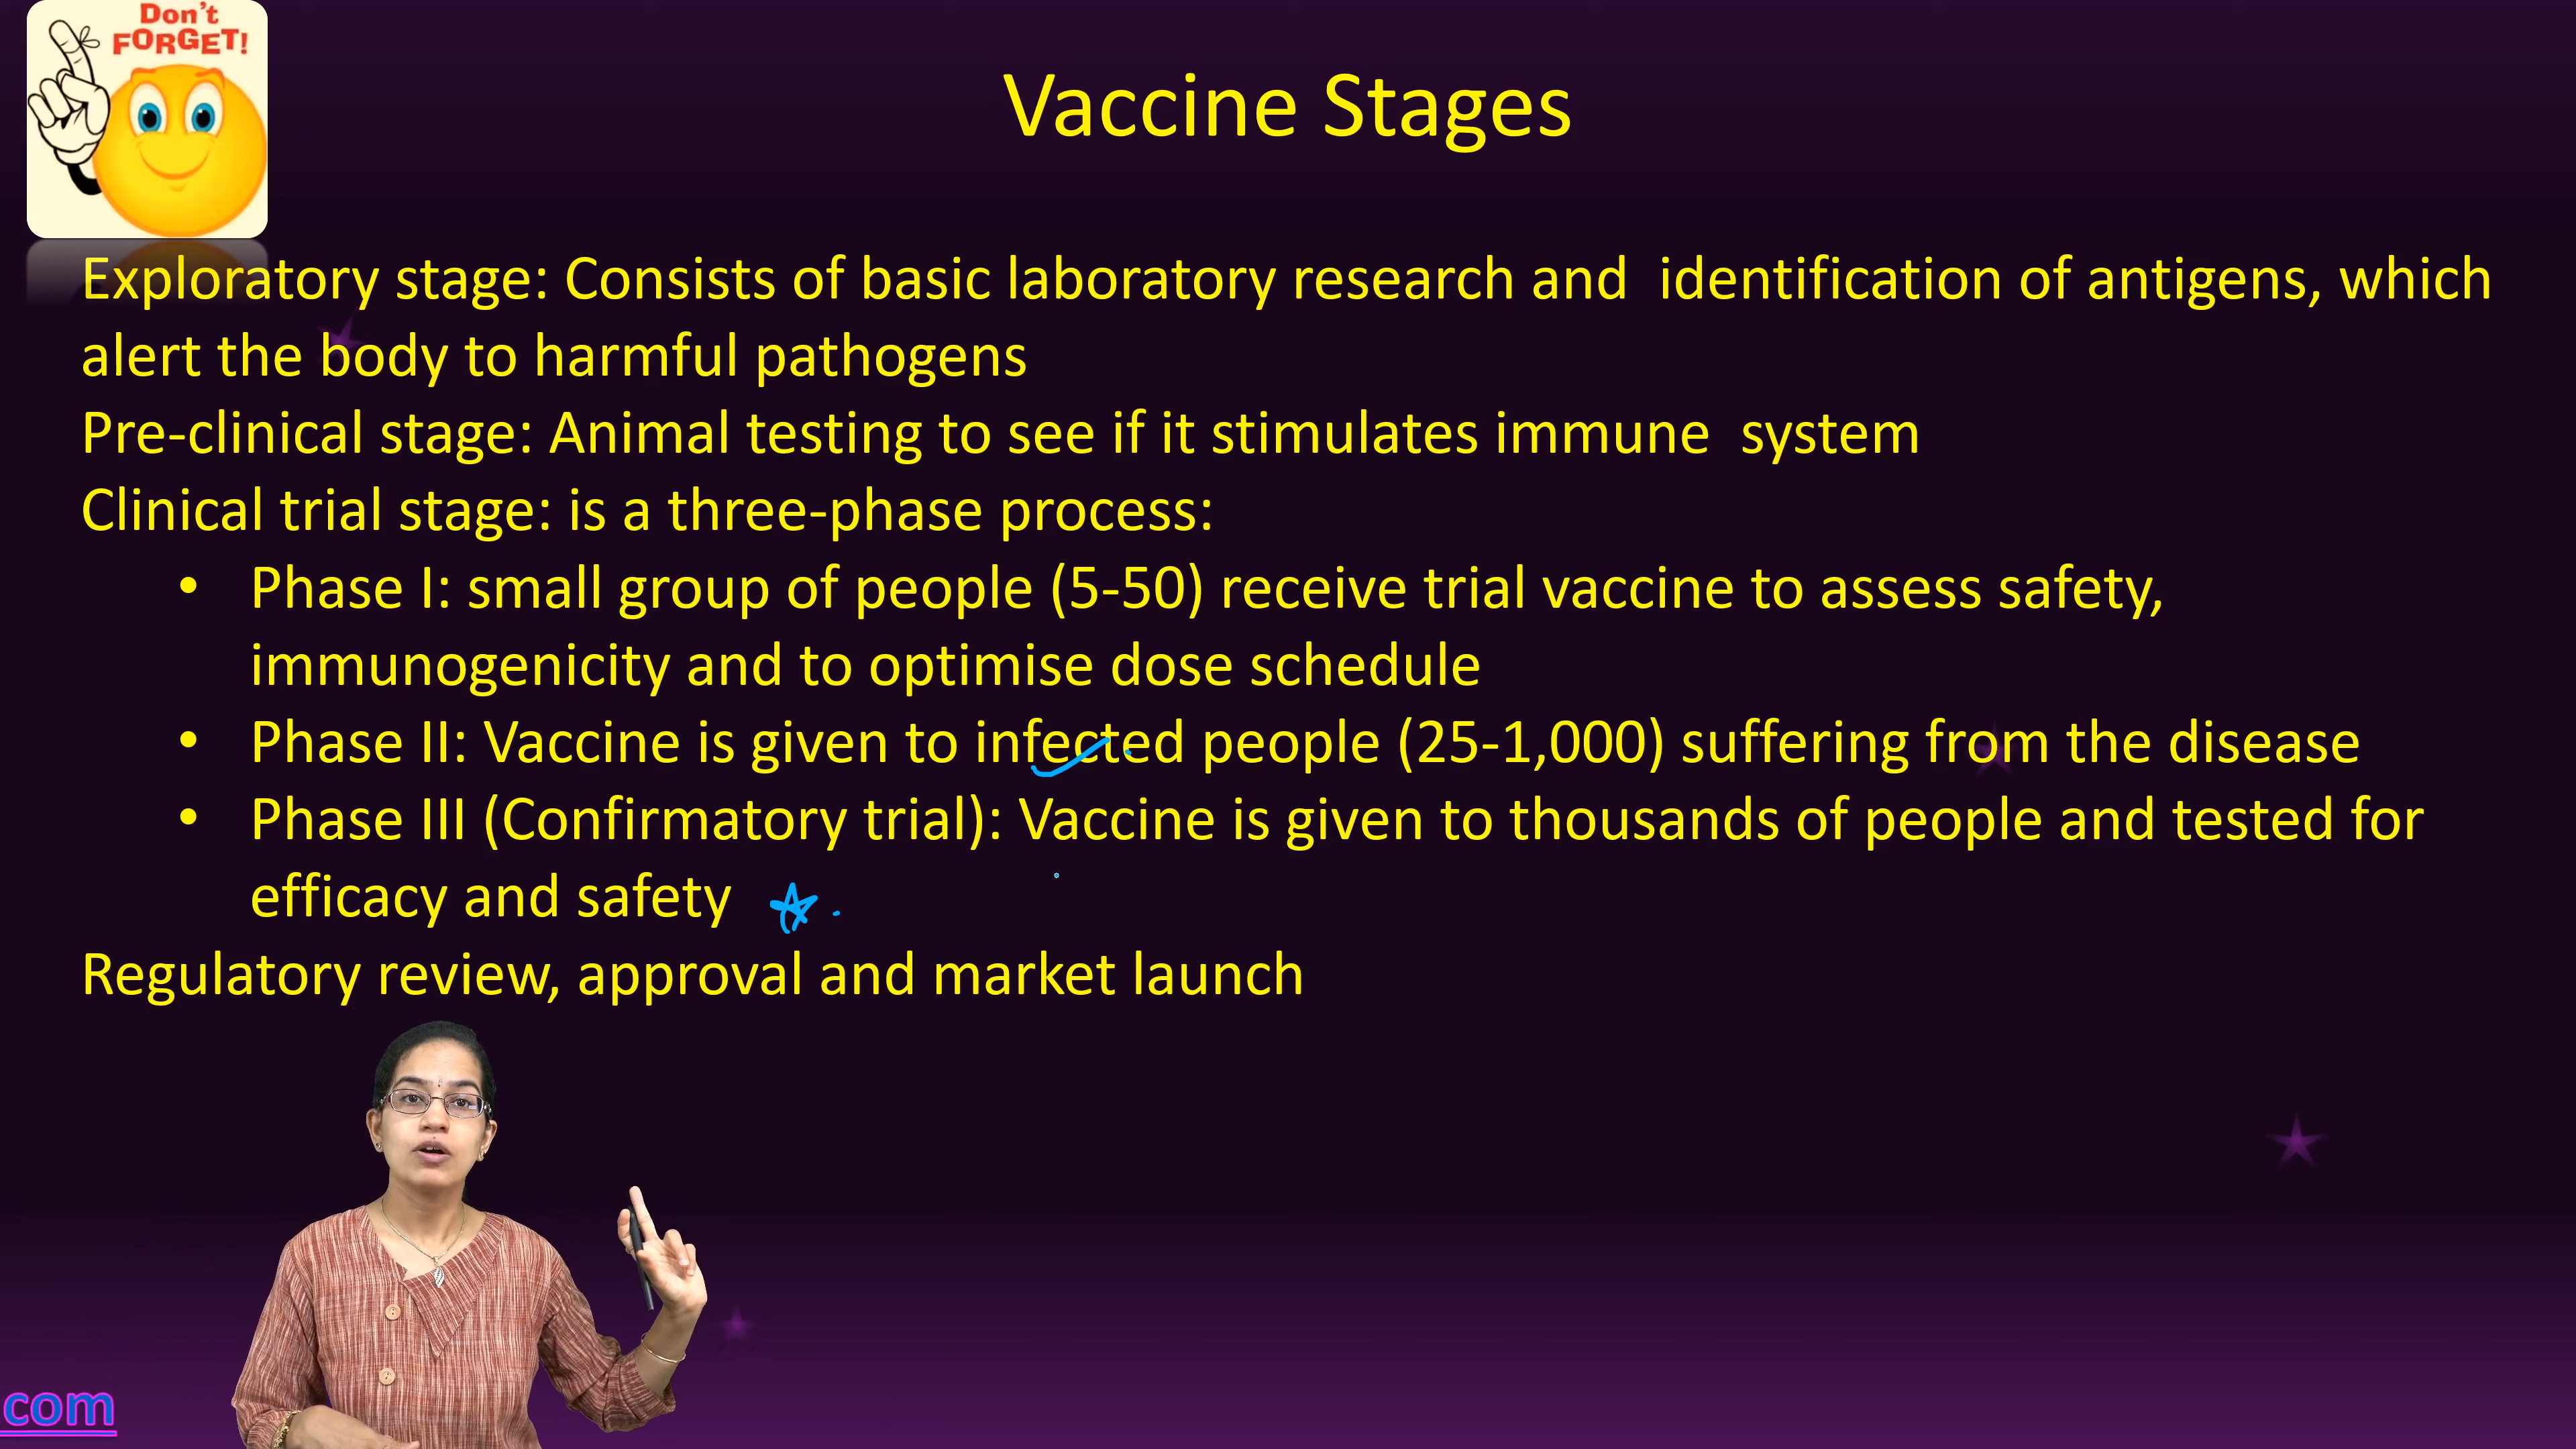 Don't
FORGET!
Vaccine Stages
Exploratory stage: Consists of basic laboratory research and identification of antigens, which
alert the body to harmful pathogens
Pre-clinical stage: Animal testing to see if it stimulates immune system
Clinical trial stage: is a three-phase process:
• Phase I: small group of people (5-50) receive trial vaccine to assess safety,
immunogenicity and to optimise dose schedule
• Phase II: Vaccine is given to infected people (25-1,000) suffering from the disease
• Phase III (Confirmatory trial): Vaccine is given to thousands of people and tested for
efficacy and safety
Regulatory review, approval and market launch
com